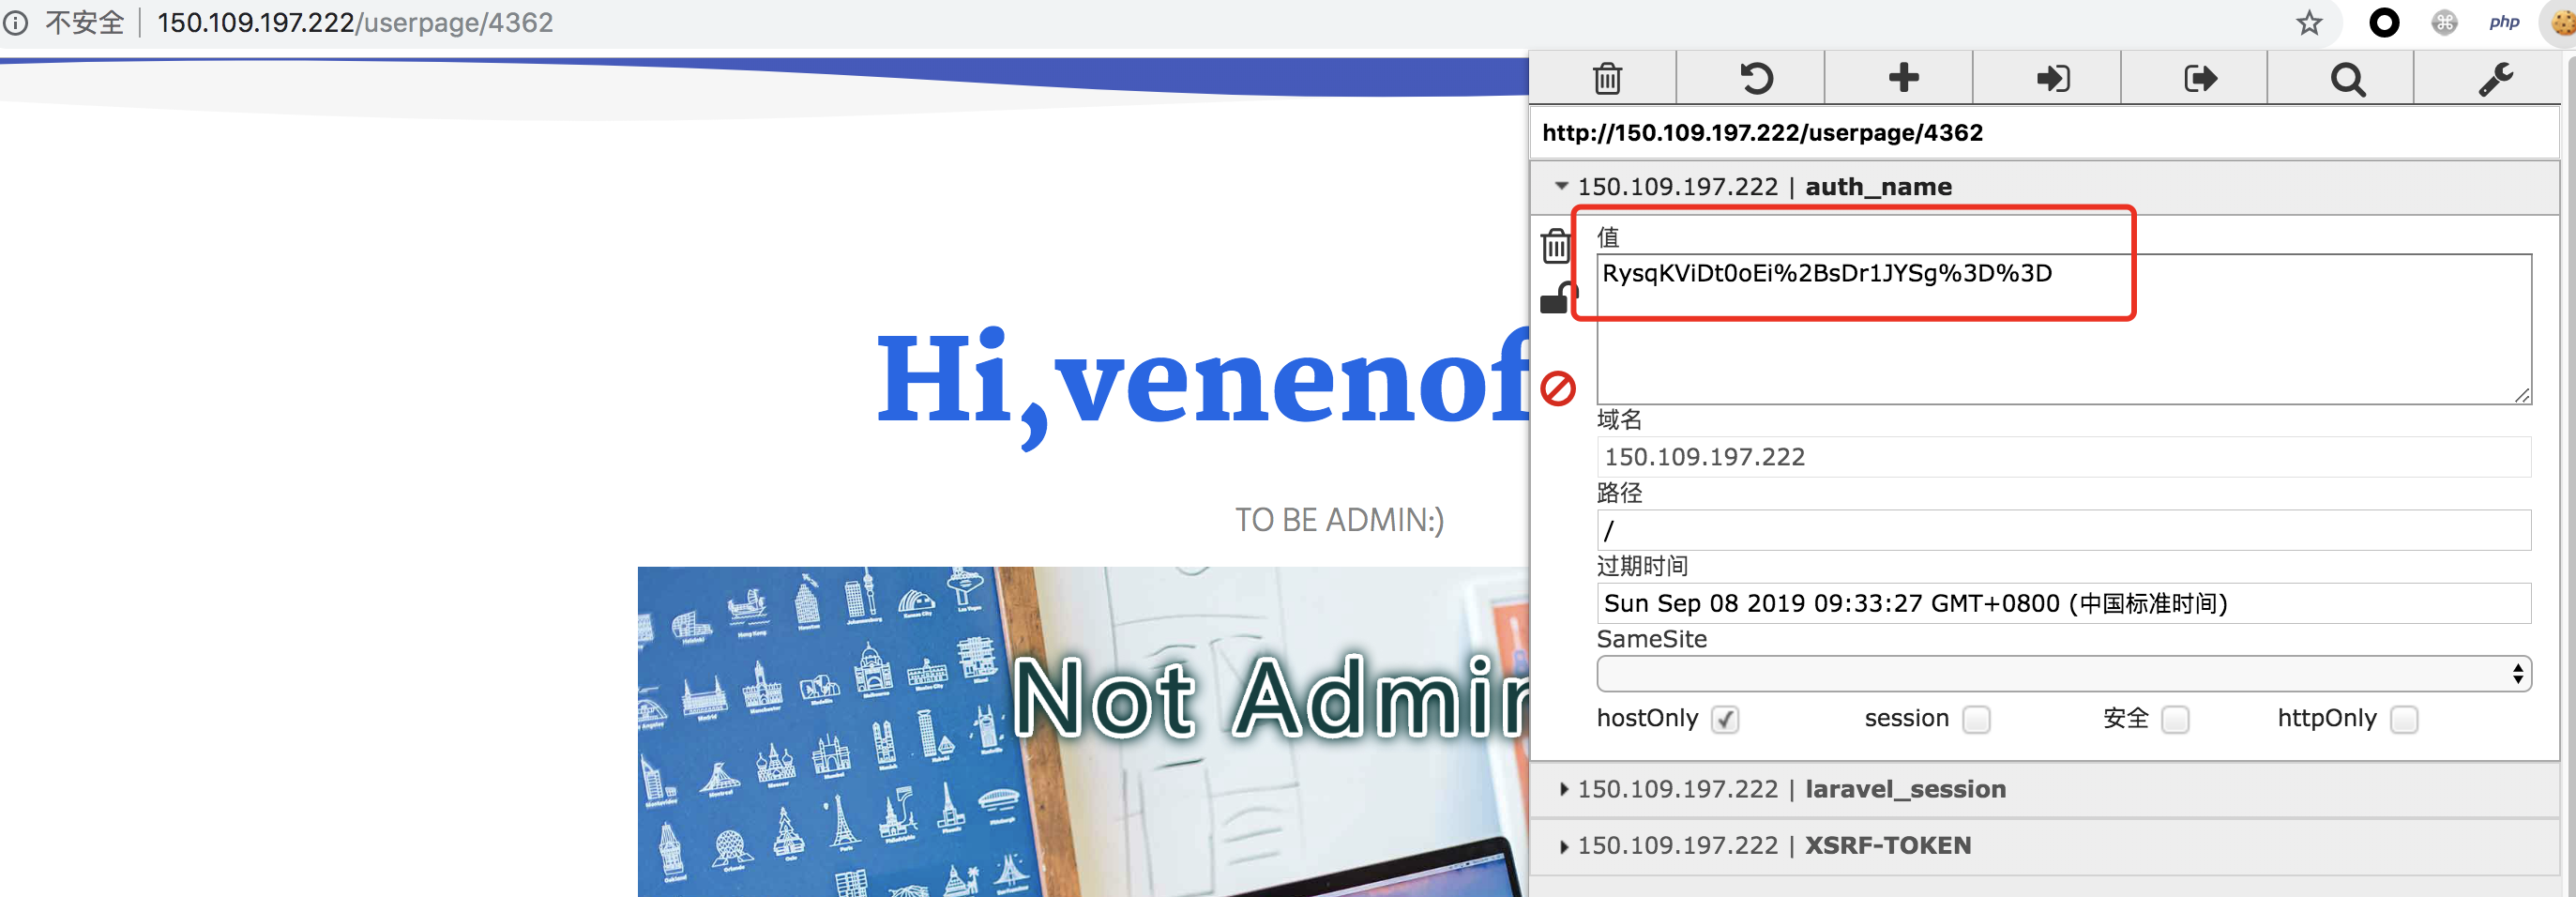 不安全 150.109.197.222/userpage/4362
php
http://150.109.197.222/userpage/4362
150.109.197.222 | auth_name
值
RysqKViDt0oEi%2BsDr1JYSg%3D%3D
域名
150.109.197.222
路径
/
过期时间
Sun Sep 08 2019 09:33:27 GMT+0800 (中国标准时间)
SameSite
hostOnly session 安全 httpOnly
150.109.197.222 | laravel_session
150.109.197.222 | XSRF-TOKEN
Hi,venenof
TO BE ADMIN:)
Not Admin